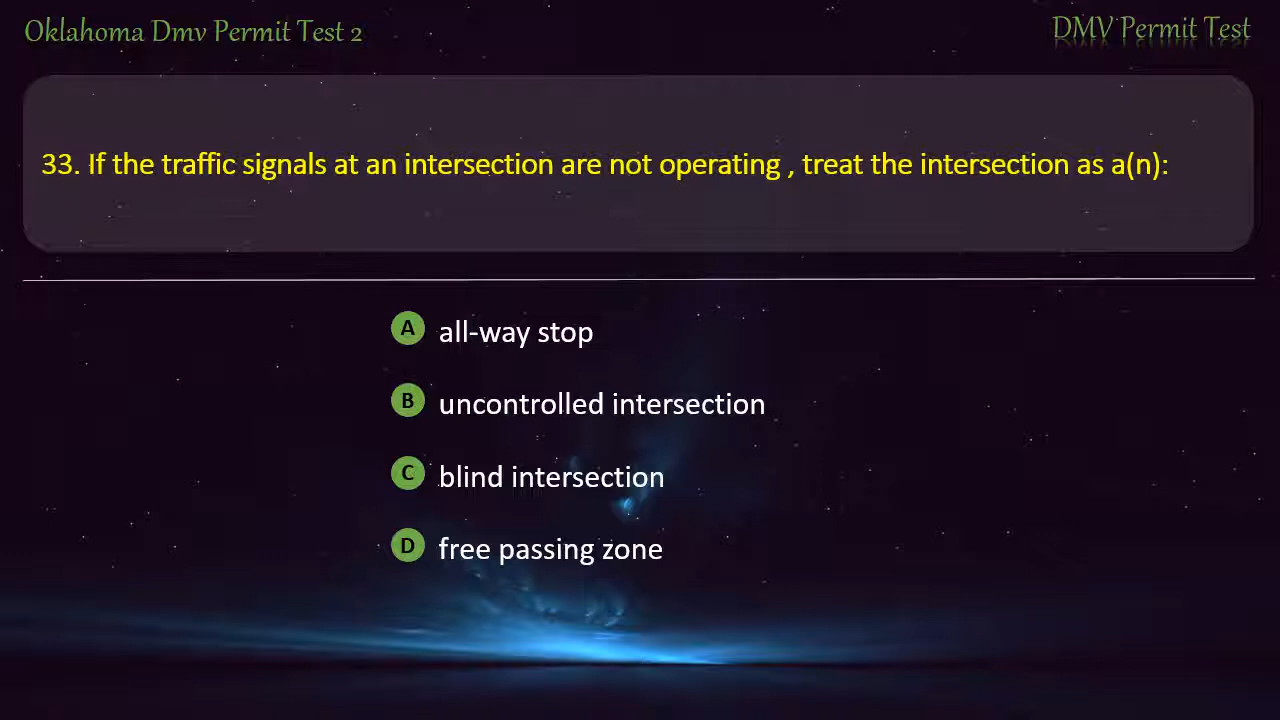 Oklahoma Dmv Permit Test 2
DMV Permit Test
33. If the traffic signals at an intersection are not operating , treat the intersection as a(n):
A all-way stop
B uncontrolled intersection
C blind intersection
D free passing zone